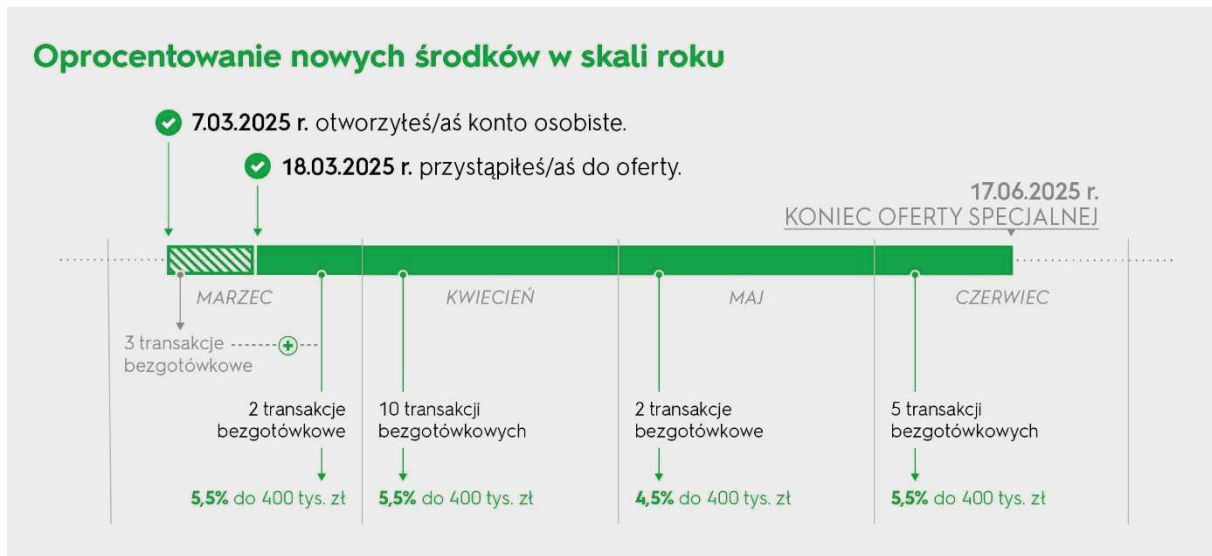 Oprocentowanie nowych środków w skali roku
7.03.2025 r. otworzyłeś/aś konto osobiste.
18.03.2025 r. przystąpiłeś/aś do oferty.
17.06.2025 r.
KONIEC OFERTY SPECJALNEJ
MARZEC
KWIECIEŃ
MAJ
CZERWIEC
3 transakcje
bezgotówkowe
2 transakcje
bezgotówkowe
5,5% do 400 tys. zł
10 transakcji
bezgotówkowych
5,5% do 400 tys. zł
2 transakcje
bezgotówkowe
4,5% do 400 tys. zł
5 transakcji
bezgotówkowych
5,5% do 400 tys. zł